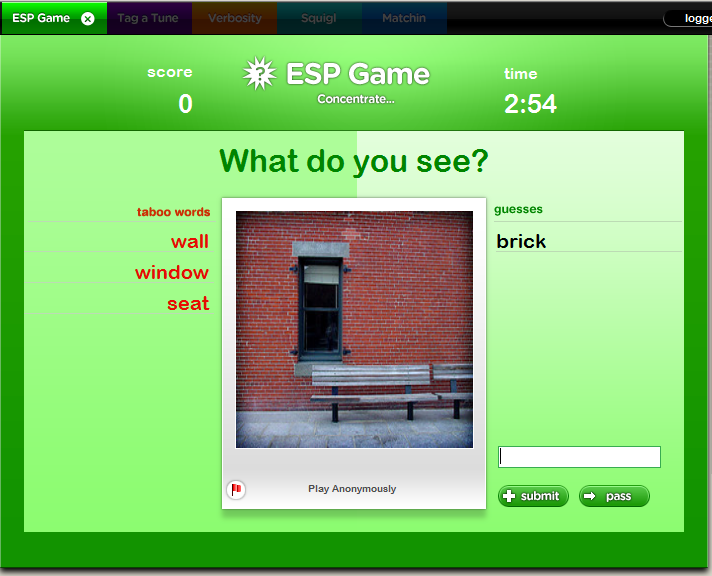 ESP Game
Tag a Tune
Verbosity
Squigl
Matchin
logge
score
0
?
ESP Game
Concentrate...
time
2:54
What do you see?
taboo words
wall
window
seat
guesses
brick
Play Anonymously
submit
pass